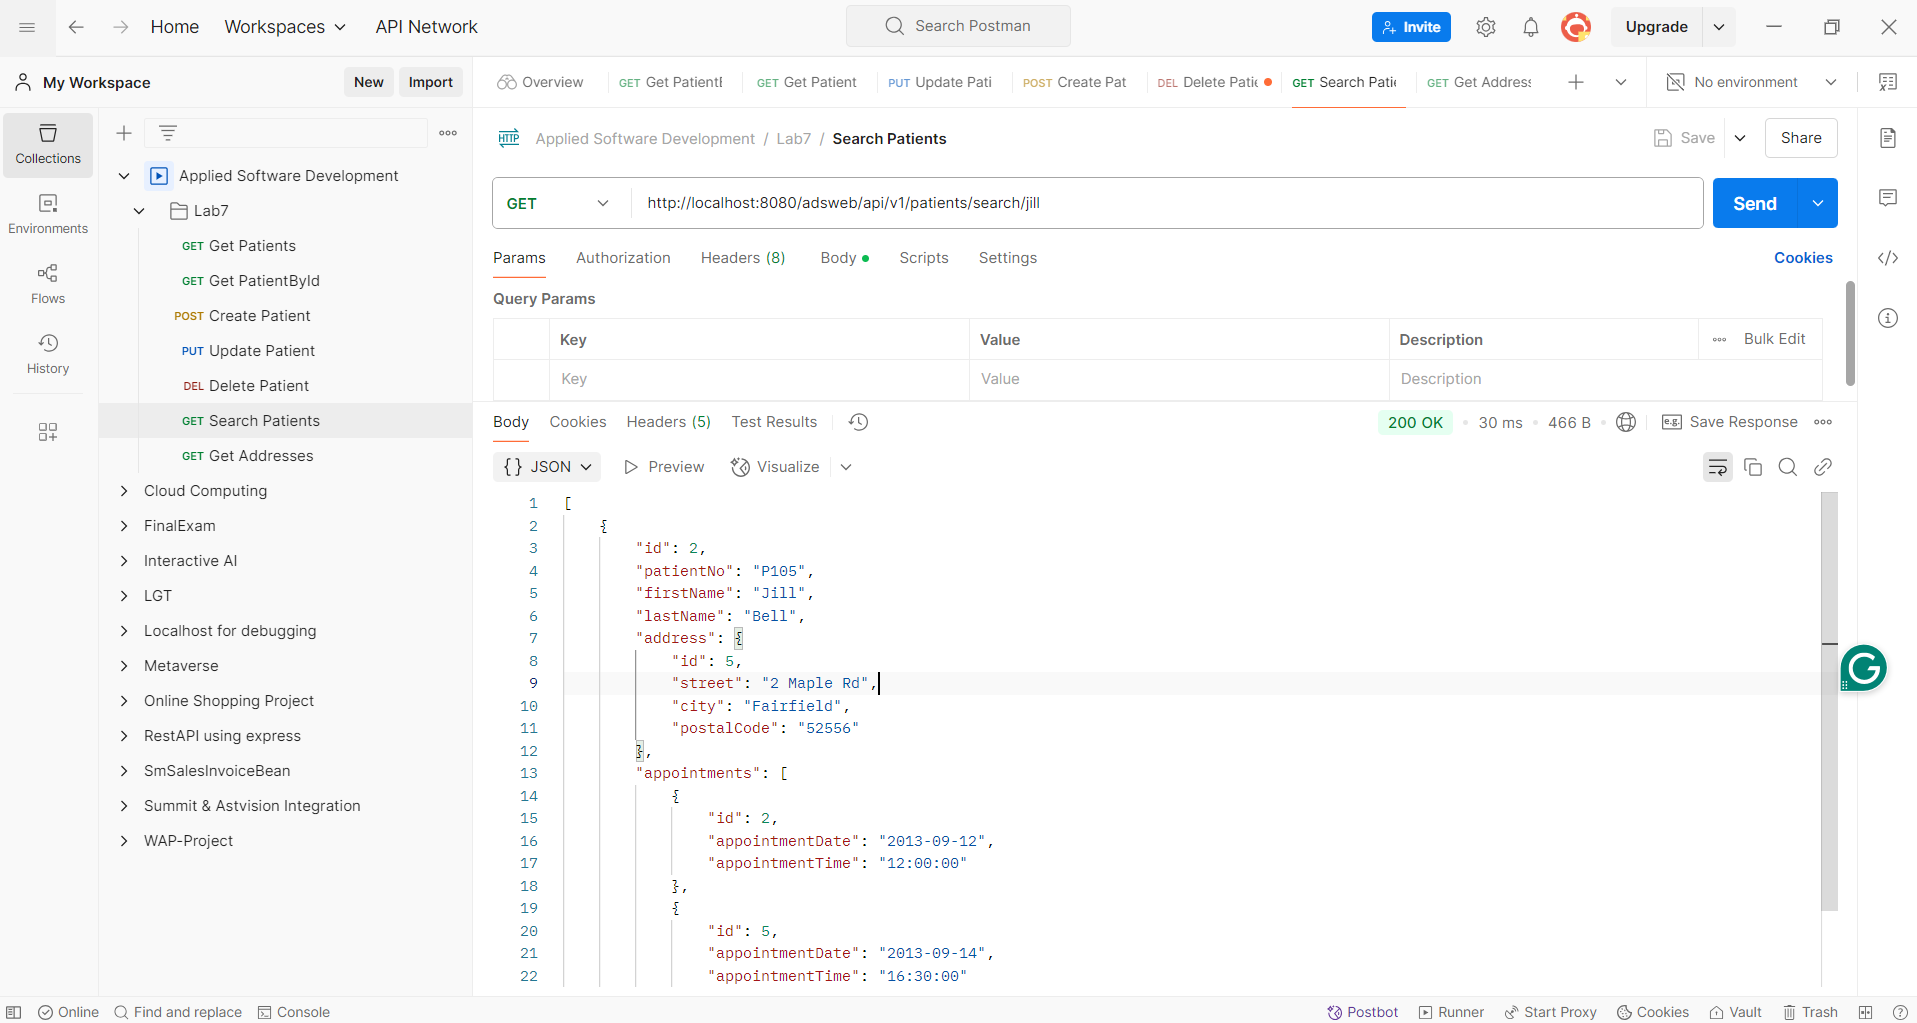 Home Workspaces API Network Search Postman Invite Upgrade
My Workspace New Import
Overview GET Get PatientB GET Get Patient PUT Update Pati POST Create Pat DEL Delete Patie GET Search Patie GET Get Address No environment
Collections
Environments
Flows
History
Applied Software Development
Lab7
GET Get Patients
GET Get PatientById
POST Create Patient
PUT Update Patient
DEL Delete Patient
GET Search Patients
GET Get Addresses
Cloud Computing
FinalExam
Interactive AI
LGT
Localhost for debugging
Metaverse
Online Shopping Project
RestAPI using express
SmSalesInvoiceBean
Summit & Astvision Integration
WAP-Project
HTTP Applied Software Development / Lab7 / Search Patients Save Share
GET http://localhost:8080/adsweb/api/v1/patients/search/jill Send
Params Authorization Headers (8) Body Scripts Settings Cookies
Query Params
Key Value Description Bulk Edit
Key Value Description
Body Cookies Headers (5) Test Results 200 OK 30 ms 466 B e.g. Save Response
{} JSON Preview Visualize
1 [
2 {
3 "id": 2,
4 "patientNo": "P105",
5 "firstName": "Jill",
6 "lastName": "Bell",
7 "address": {
8 "id": 5,
9 "street": "2 Maple Rd",
10 "city": "Fairfield",
11 "postalCode": "52556"
12 },
13 "appointments": [
14 {
15 "id": 2,
16 "appointmentDate": "2013-09-12",
17 "appointmentTime": "12:00:00"
18 },
19 {
20 "id": 5,
21 "appointmentDate": "2013-09-14",
22 "appointmentTime": "16:30:00"
Online Find and replace Console Postbot Runner Start Proxy Cookies Vault Trash